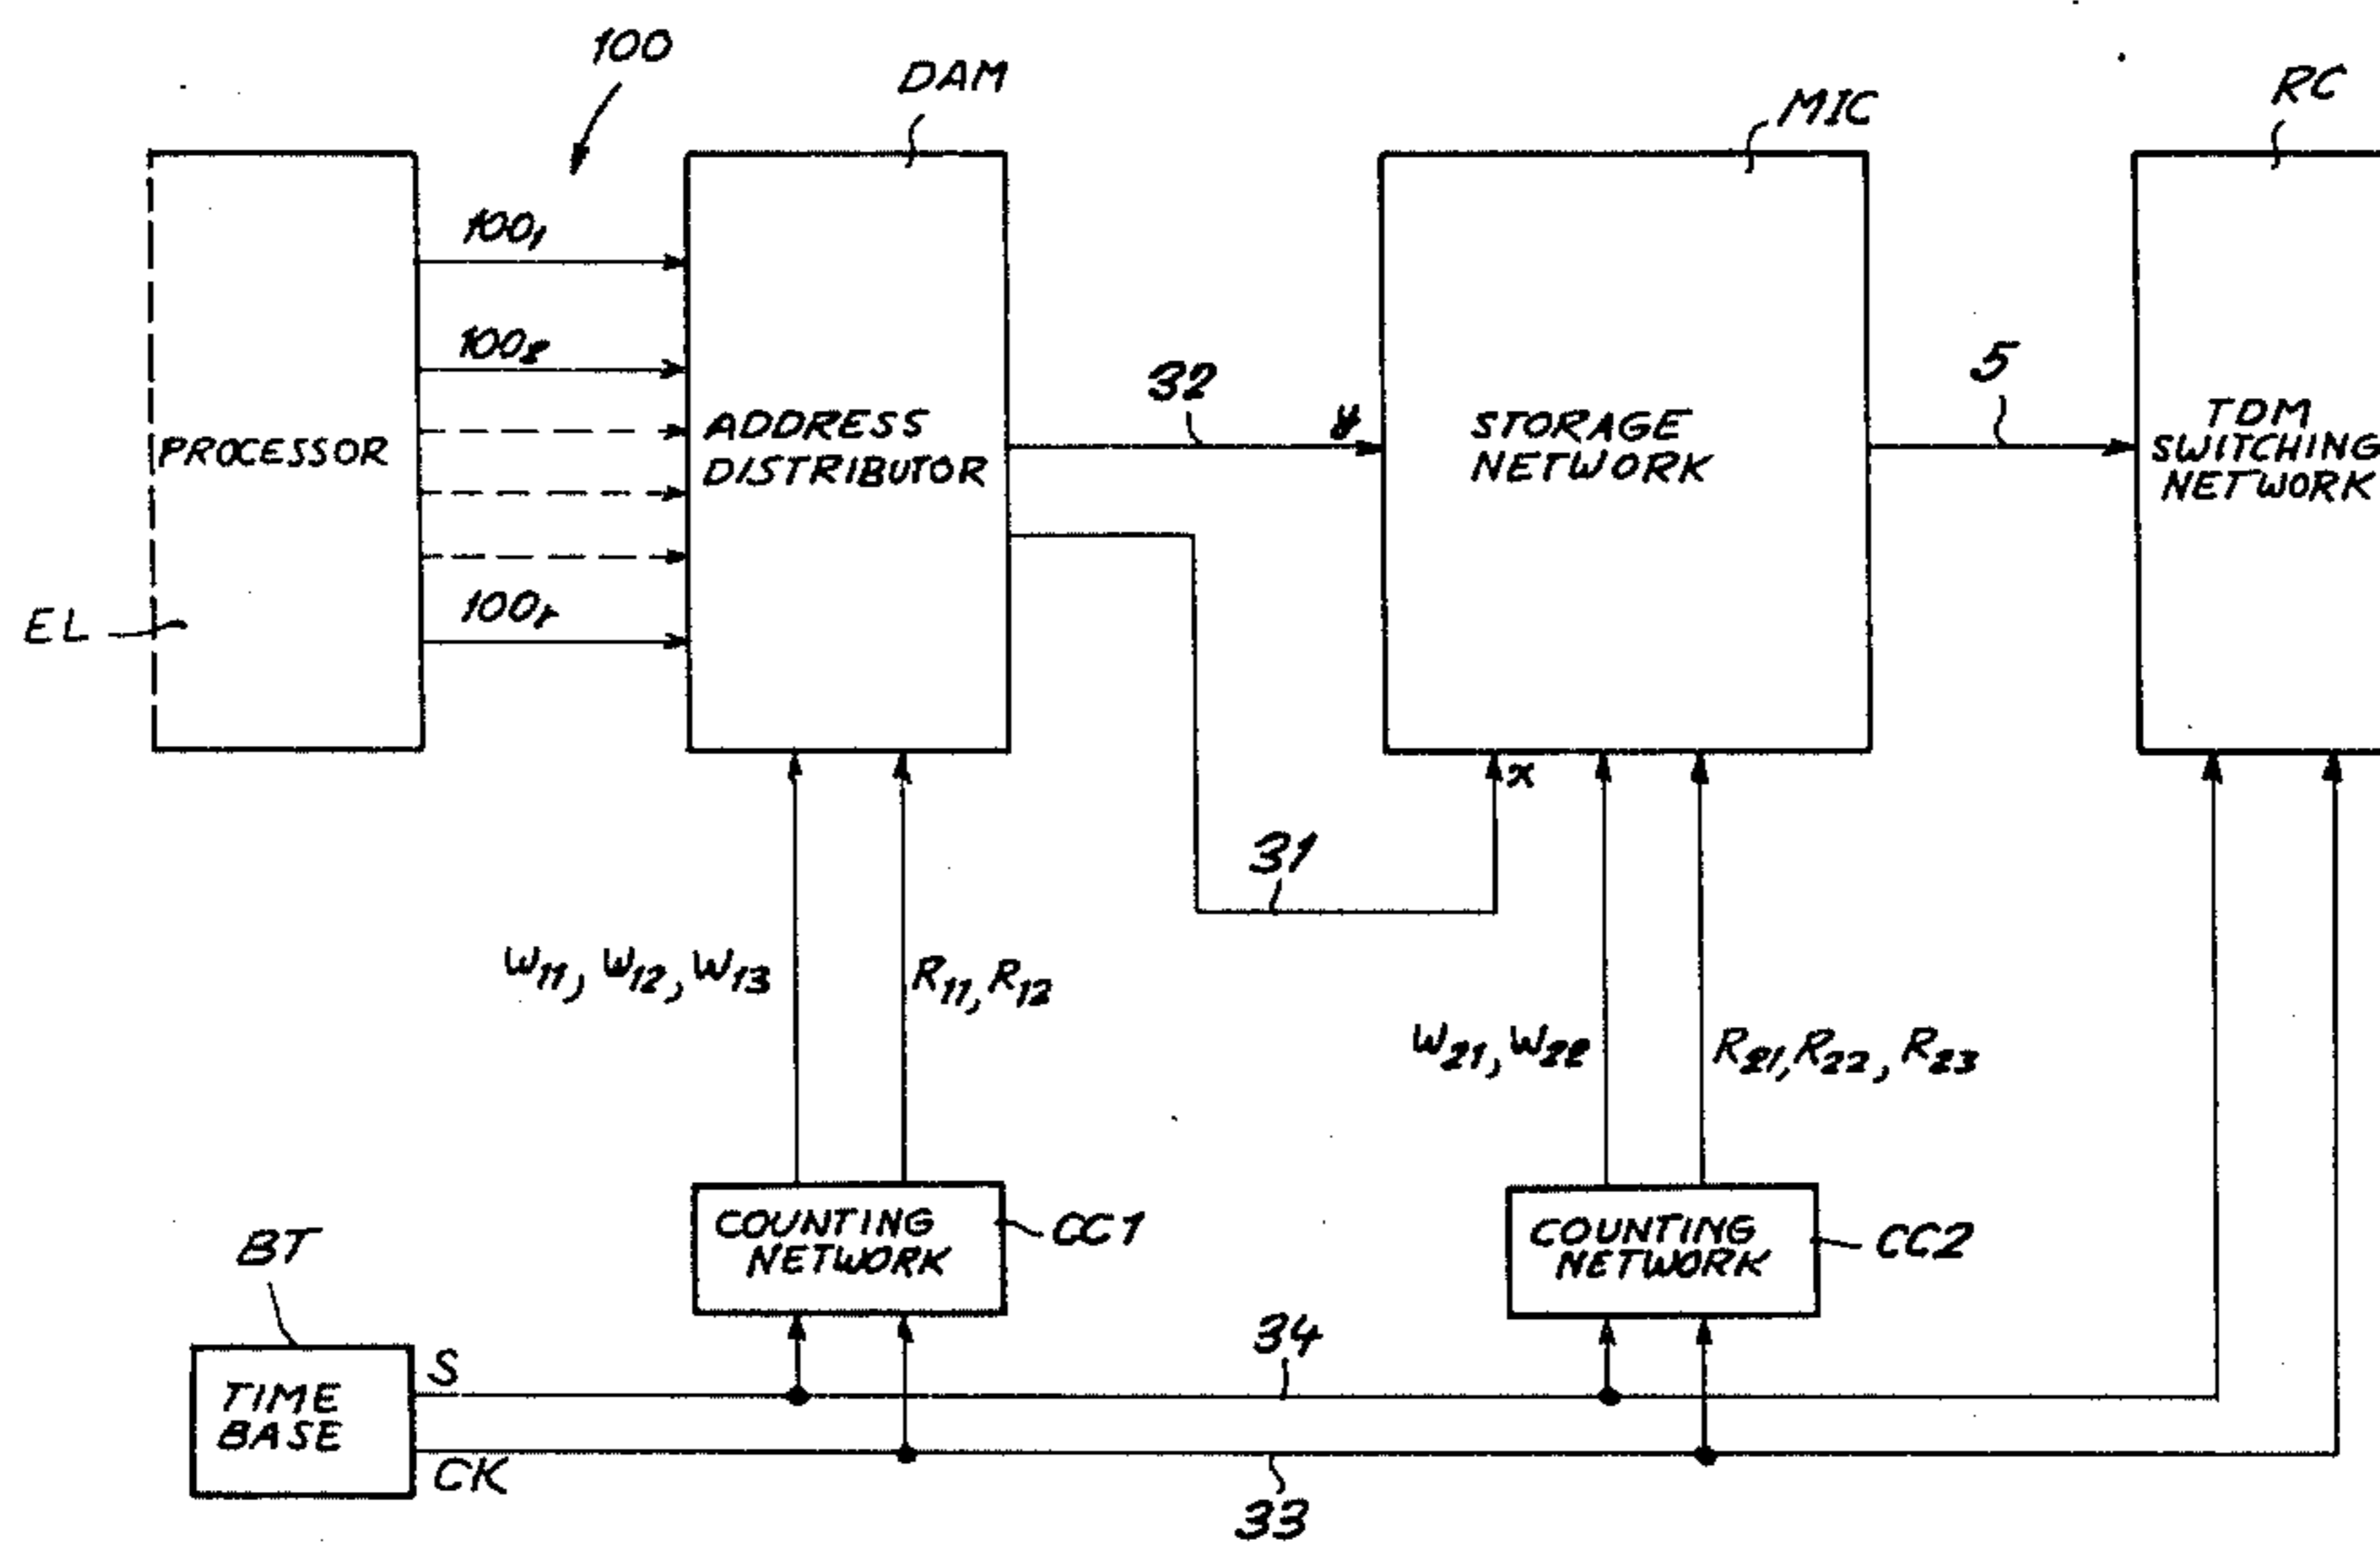 100
DAM
MIC
RC
100₁
100₂
PROCESSOR
ADDRESS
DISTRIBUTOR
32
y
STORAGE
NETWORK
5
TDM
SWITCHING
NETWORK
EL
100r
x
31
W11, W12, W13
R11, R12
W21, W22
R21, R22, R23
COUNTING
NETWORK
CC1
COUNTING
NETWORK
CC2
BT
TIME
BASE
S
CK
34
33